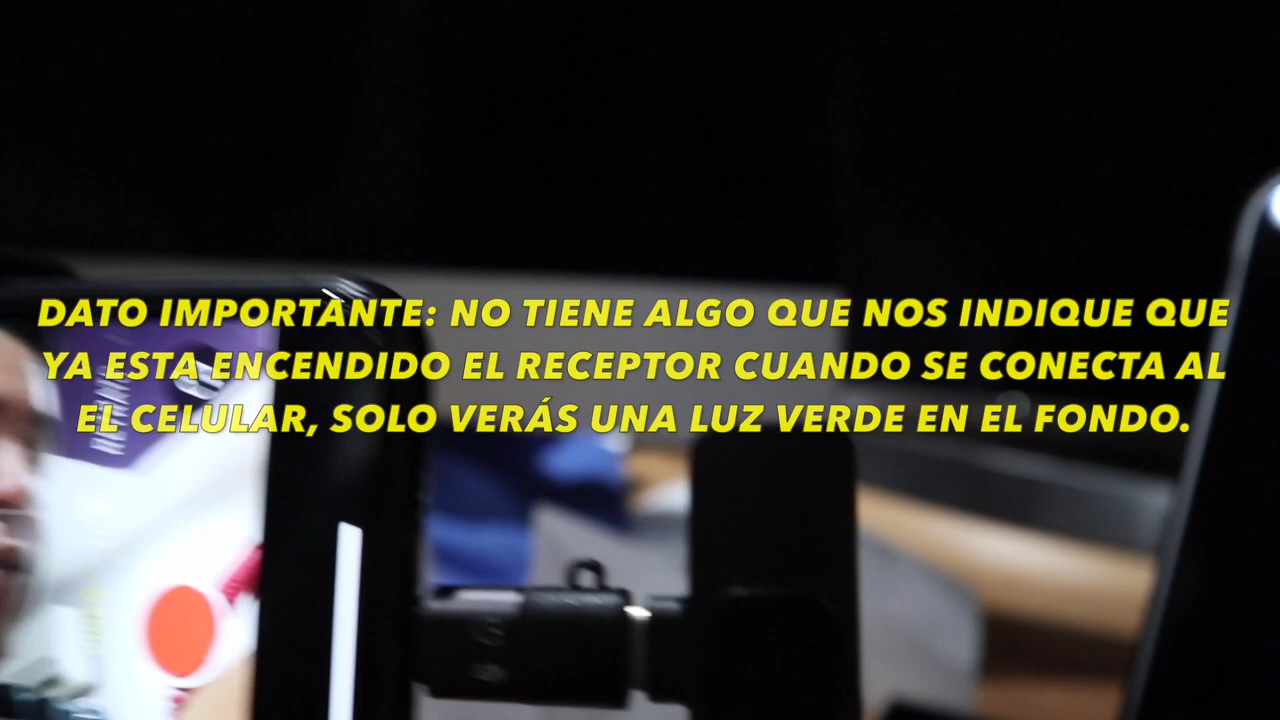 DATO IMPORTANTE: NO TIENE ALGO QUE NOS INDIQUE QUE
YA ESTA ENCENDIDO EL RECEPTOR CUANDO SE CONECTA AL
EL CELULAR, SOLO VERÁS UNA LUZ VERDE EN EL FONDO.